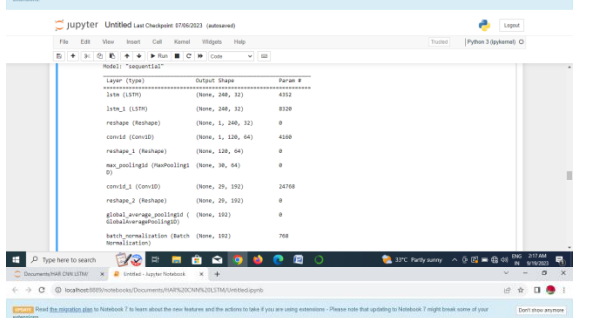 jupyter Untitled Last Checkpoint: 07/06/2023 (autosaved)
Logout
File Edit View Insert Cell Kernel Widgets Help
Trusted Python 3 (ipykernel)
Run Code
Model: "sequential"
Layer (type) Output Shape Param #
lstm (LSTM) (None, 240, 32) 4352
lstm_1 (LSTM) (None, 240, 32) 8320
reshape (Reshape) (None, 1, 240, 32) 0
conv1d (Conv1D) (None, 1, 120, 64) 4160
reshape_1 (Reshape) (None, 120, 64) 0
max_pooling1d (MaxPooling1 (None, 30, 64) 0
D)
conv1d_1 (Conv1D) (None, 29, 192) 24768
reshape_2 (Reshape) (None, 29, 192) 0
global_average_pooling1d ( (None, 192) 0
GlobalAveragePooling1D)
batch_normalization (Batch (None, 192) 768
Normalization)
Type here to search
33°C Partly sunny
ENG 2:17 AM
IN 9/19/2023
Documents/HAR CNN LSTM/
Untitled - Jupyter Notebook
localhost:8889/notebooks/Documents/HAR%20CNN%20LSTM/Untitled.ipynb
UPDATE Read the migration plan to Notebook 7 to learn about the new features and the actions to take if you are using extensions - Please note that updating to Notebook 7 might break some of your
extensions.
Don't show anymore